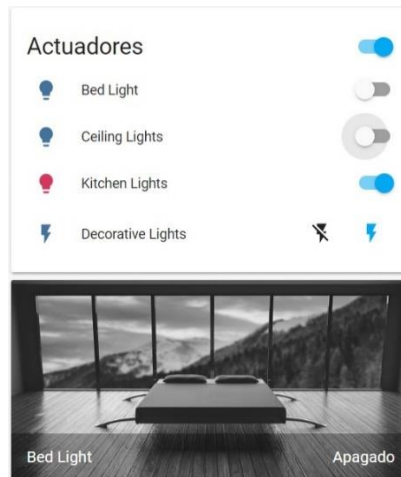 Actuadores
Bed Light
Ceiling Lights
Kitchen Lights
Decorative Lights
Bed Light Apagado